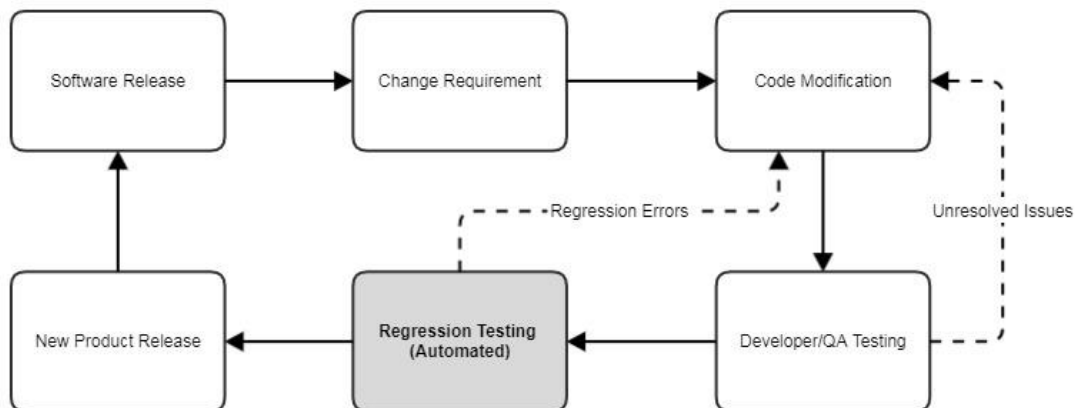 Software Release
Change Requirement
Code Modification
Regression Errors
Unresolved Issues
New Product Release
Regression Testing
(Automated)
Developer/QA Testing